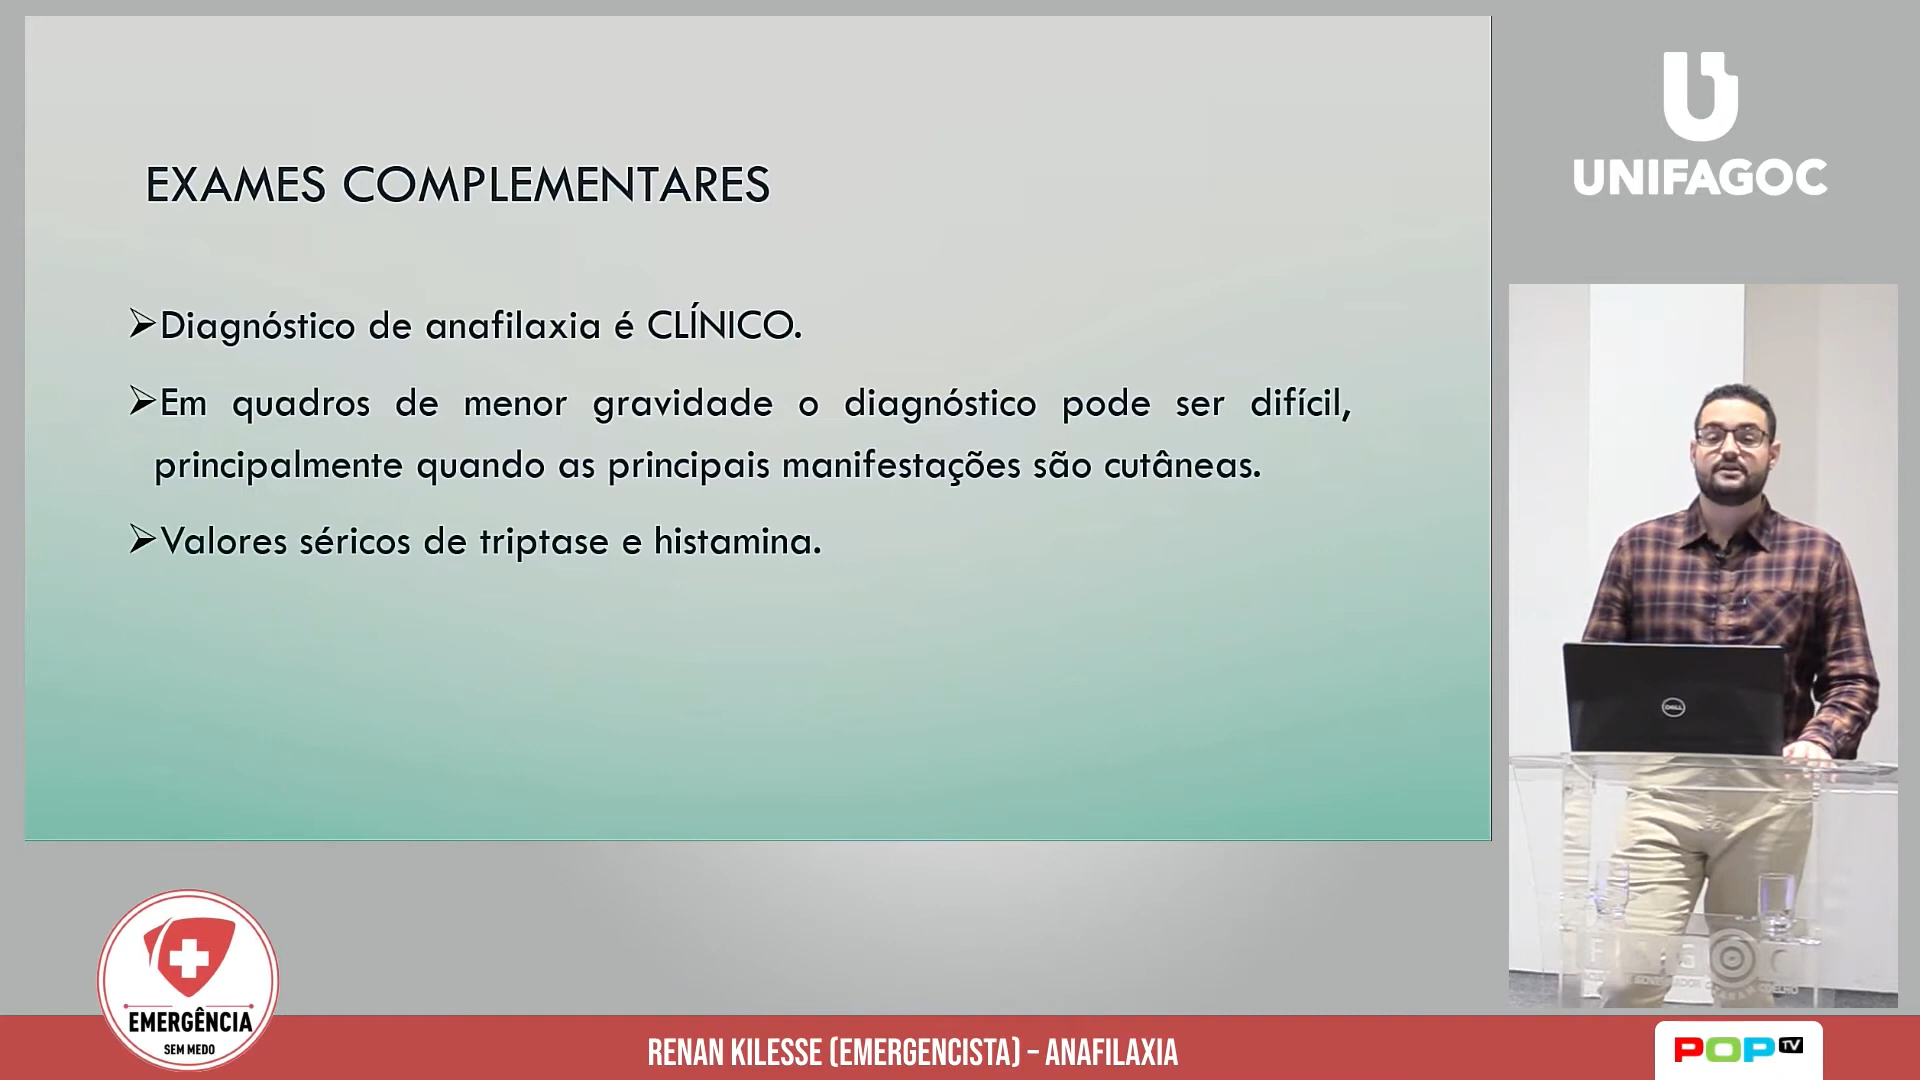 EXAMES COMPLEMENTARES
➢Diagnóstico de anafilaxia é CLÍNICO.
➢Em quadros de menor gravidade o diagnóstico pode ser difícil,
principalmente quando as principais manifestações são cutâneas.
➢Valores séricos de triptase e histamina.
UNIFAGOC
DELL
EMERGÊNCIA
SEM MEDO
RENAN KILESSE (EMERGENCISTA) – ANAFILAXIA
POP TV